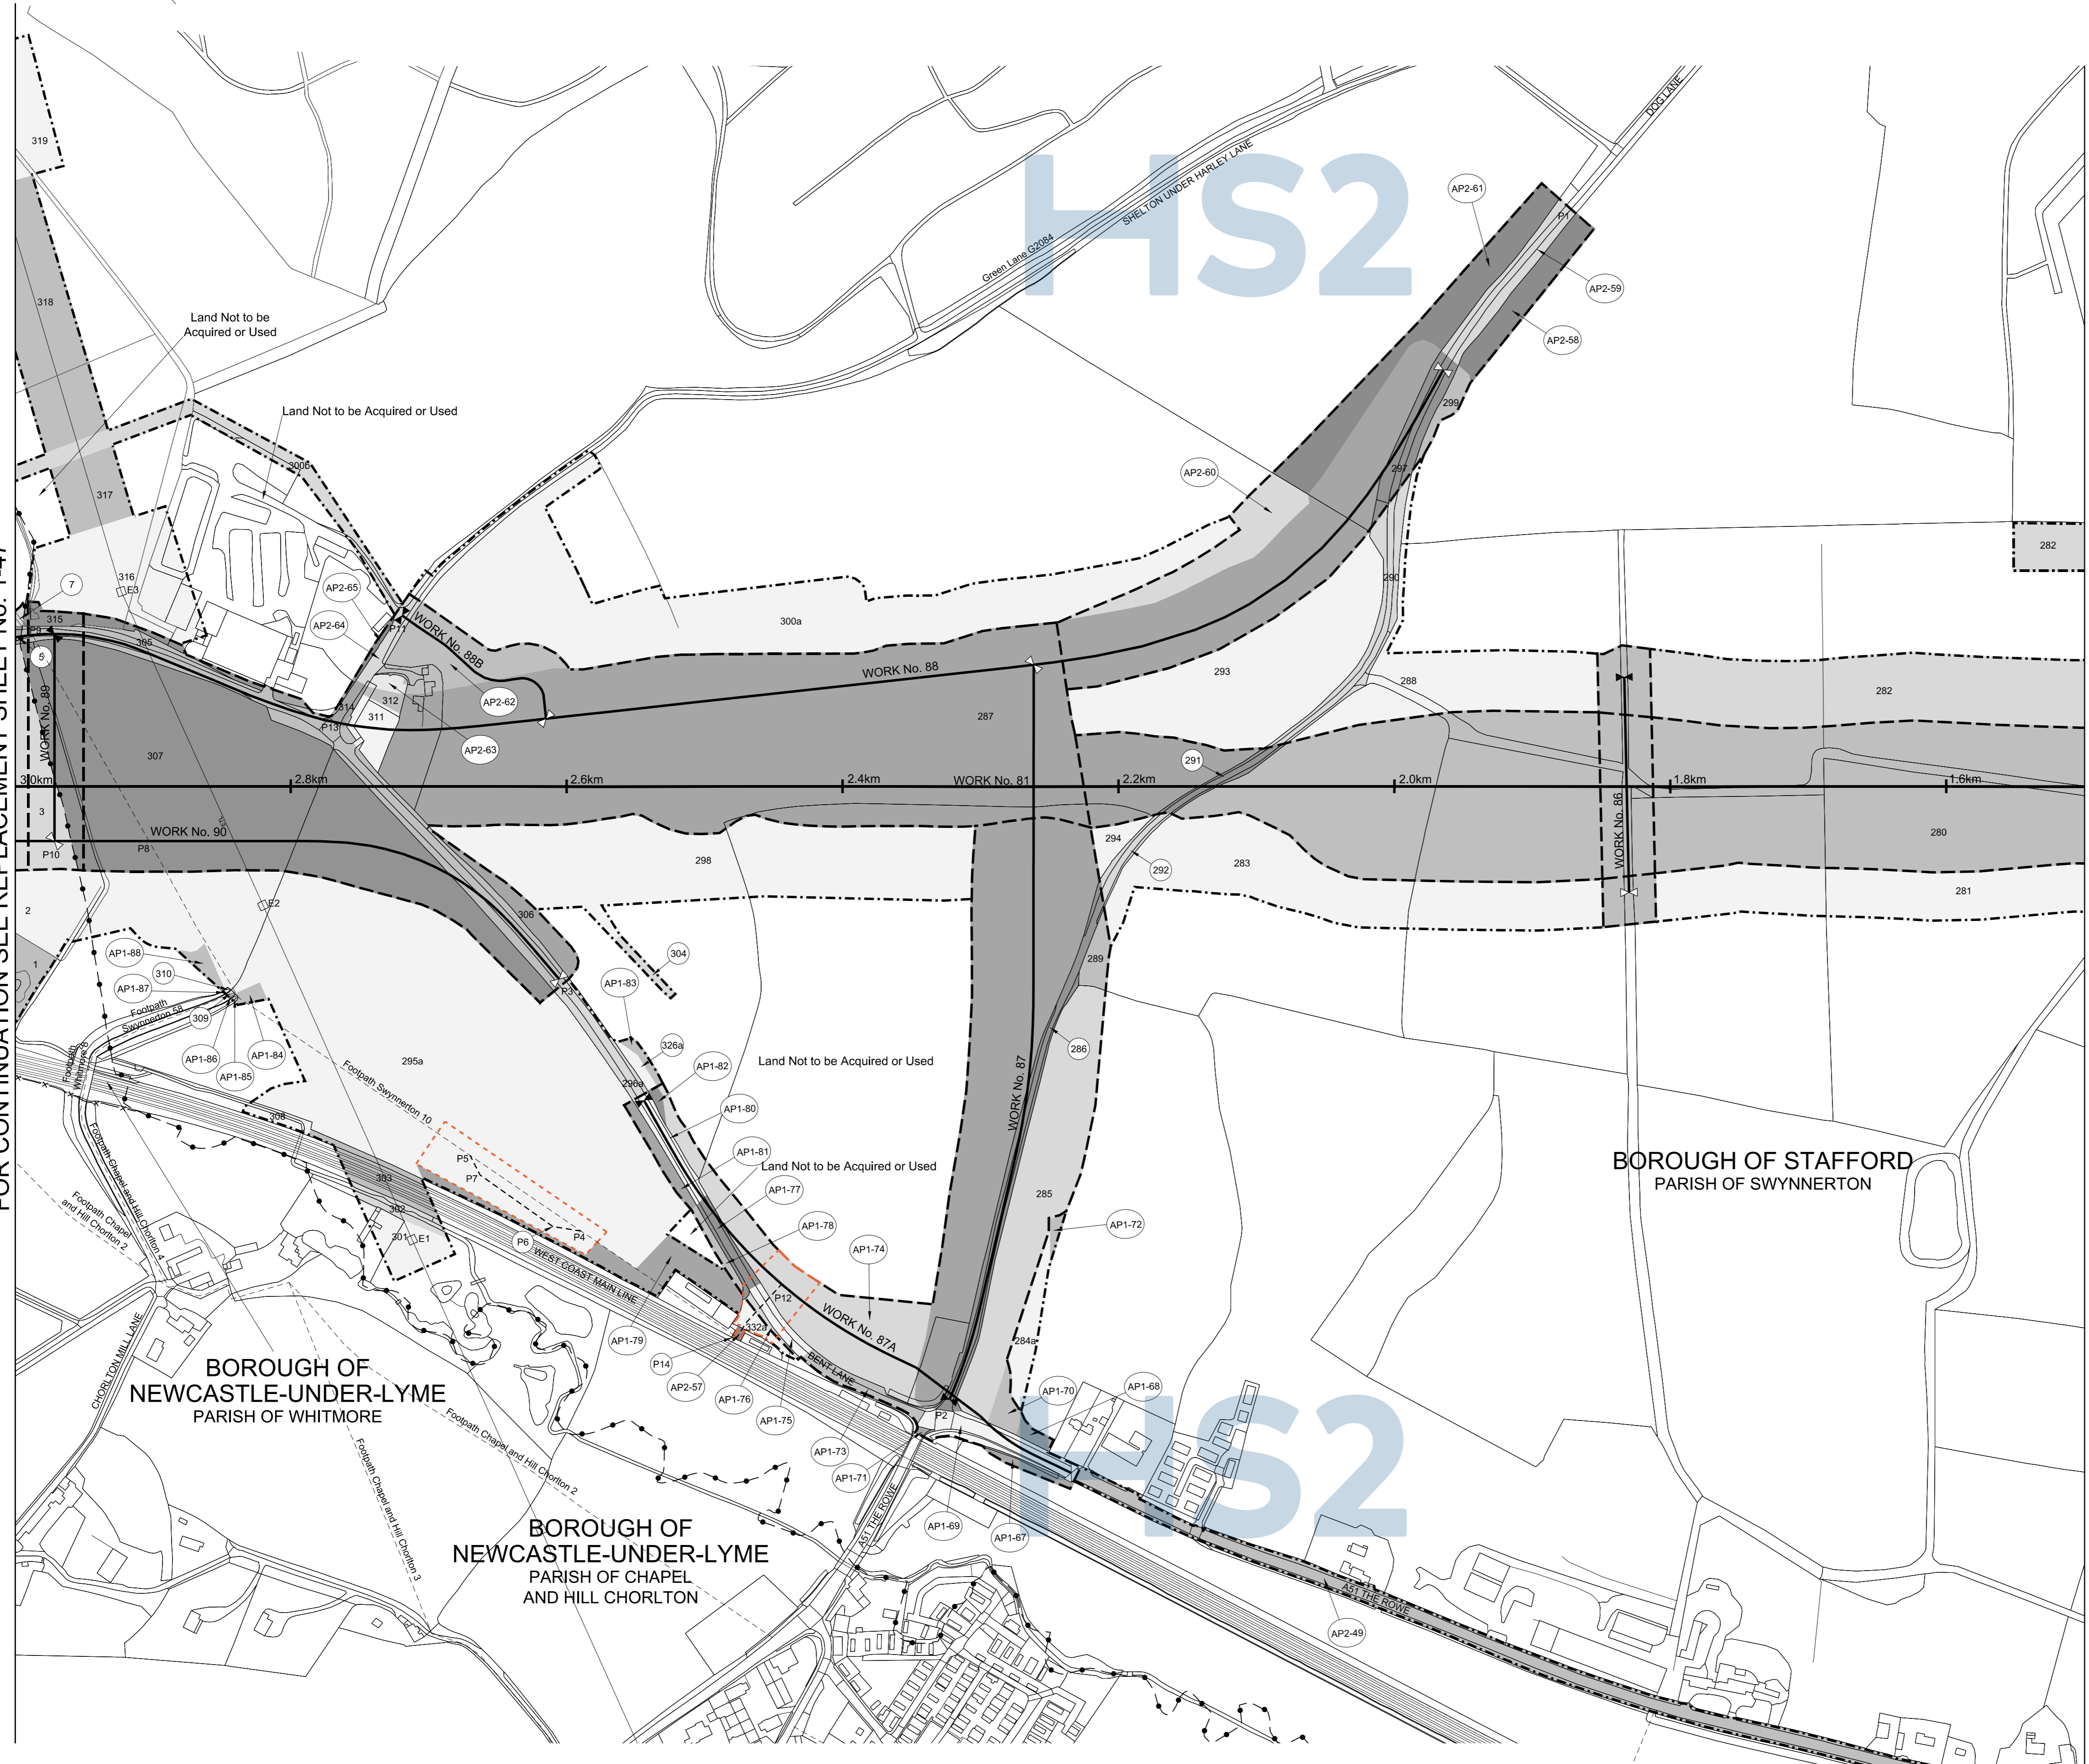 DOG LANE
SHELTON UNDER HARLEY LANE
Green Lane G2084
HS2
AP2-61
P1
AP2-59
AP2-58
319
318
Land Not to be
Acquired or Used
Land Not to be Acquired or Used
300b
317
299
297
AP2-60
290
282
316
E3
7
AP2-65
AP2-64
P11
WORK No. 88B
300a
315
P9
305
5
WORK No. 89
WORK No. 88
293
288
282
312
314
311
P13
AP2-62
AP2-63
287
307
291
3.0km
2.8km
2.6km
2.4km
WORK No. 81
2.2km
2.0km
1.8km
1.6km
3
WORK No. 90
P8
P10
WORK No. 86
298
294
292
283
280
281
2
E2
306
304
289
AP1-88
1
310
AP1-87
P3
AP1-83
Footpath
Swynnerton 58
309
AP1-86
AP1-84
AP1-85
286
326a
295a
Footpath
Whitmore 8
Footpath Swynnerton 10
Land Not to be Acquired or Used
AP1-82
296a
308
AP1-80
WORK No. 87
AP1-81
Land Not to be Acquired or Used
BOROUGH OF STAFFORD
PARISH OF SWYNNERTON
P5
P7
303
AP1-77
285
302
301
E1
P4
P6
AP1-78
AP1-72
AP1-74
Footpath Chapel and Hill Chorlton 4
Footpath Chapel
and Hill Chorlton 2
WEST COAST MAIN LINE
P12
WORK No. 87A
332a
AP1-79
P14
AP2-57
AP1-76
AP1-75
BENT LANE
284a
CHORLTON MILL LANE
BOROUGH OF
NEWCASTLE-UNDER-LYME
PARISH OF WHITMORE
AP1-70
AP1-68
HS2
P2
Footpath Chapel and Hill Chorlton 2
AP1-73
AP1-71
Footpath Chapel and Hill Chorlton 3
A51 THE ROWE
AP1-69
AP1-67
BOROUGH OF
NEWCASTLE-UNDER-LYME
PARISH OF CHAPEL
AND HILL CHORLTON
A51 THE ROWE
AP2-49